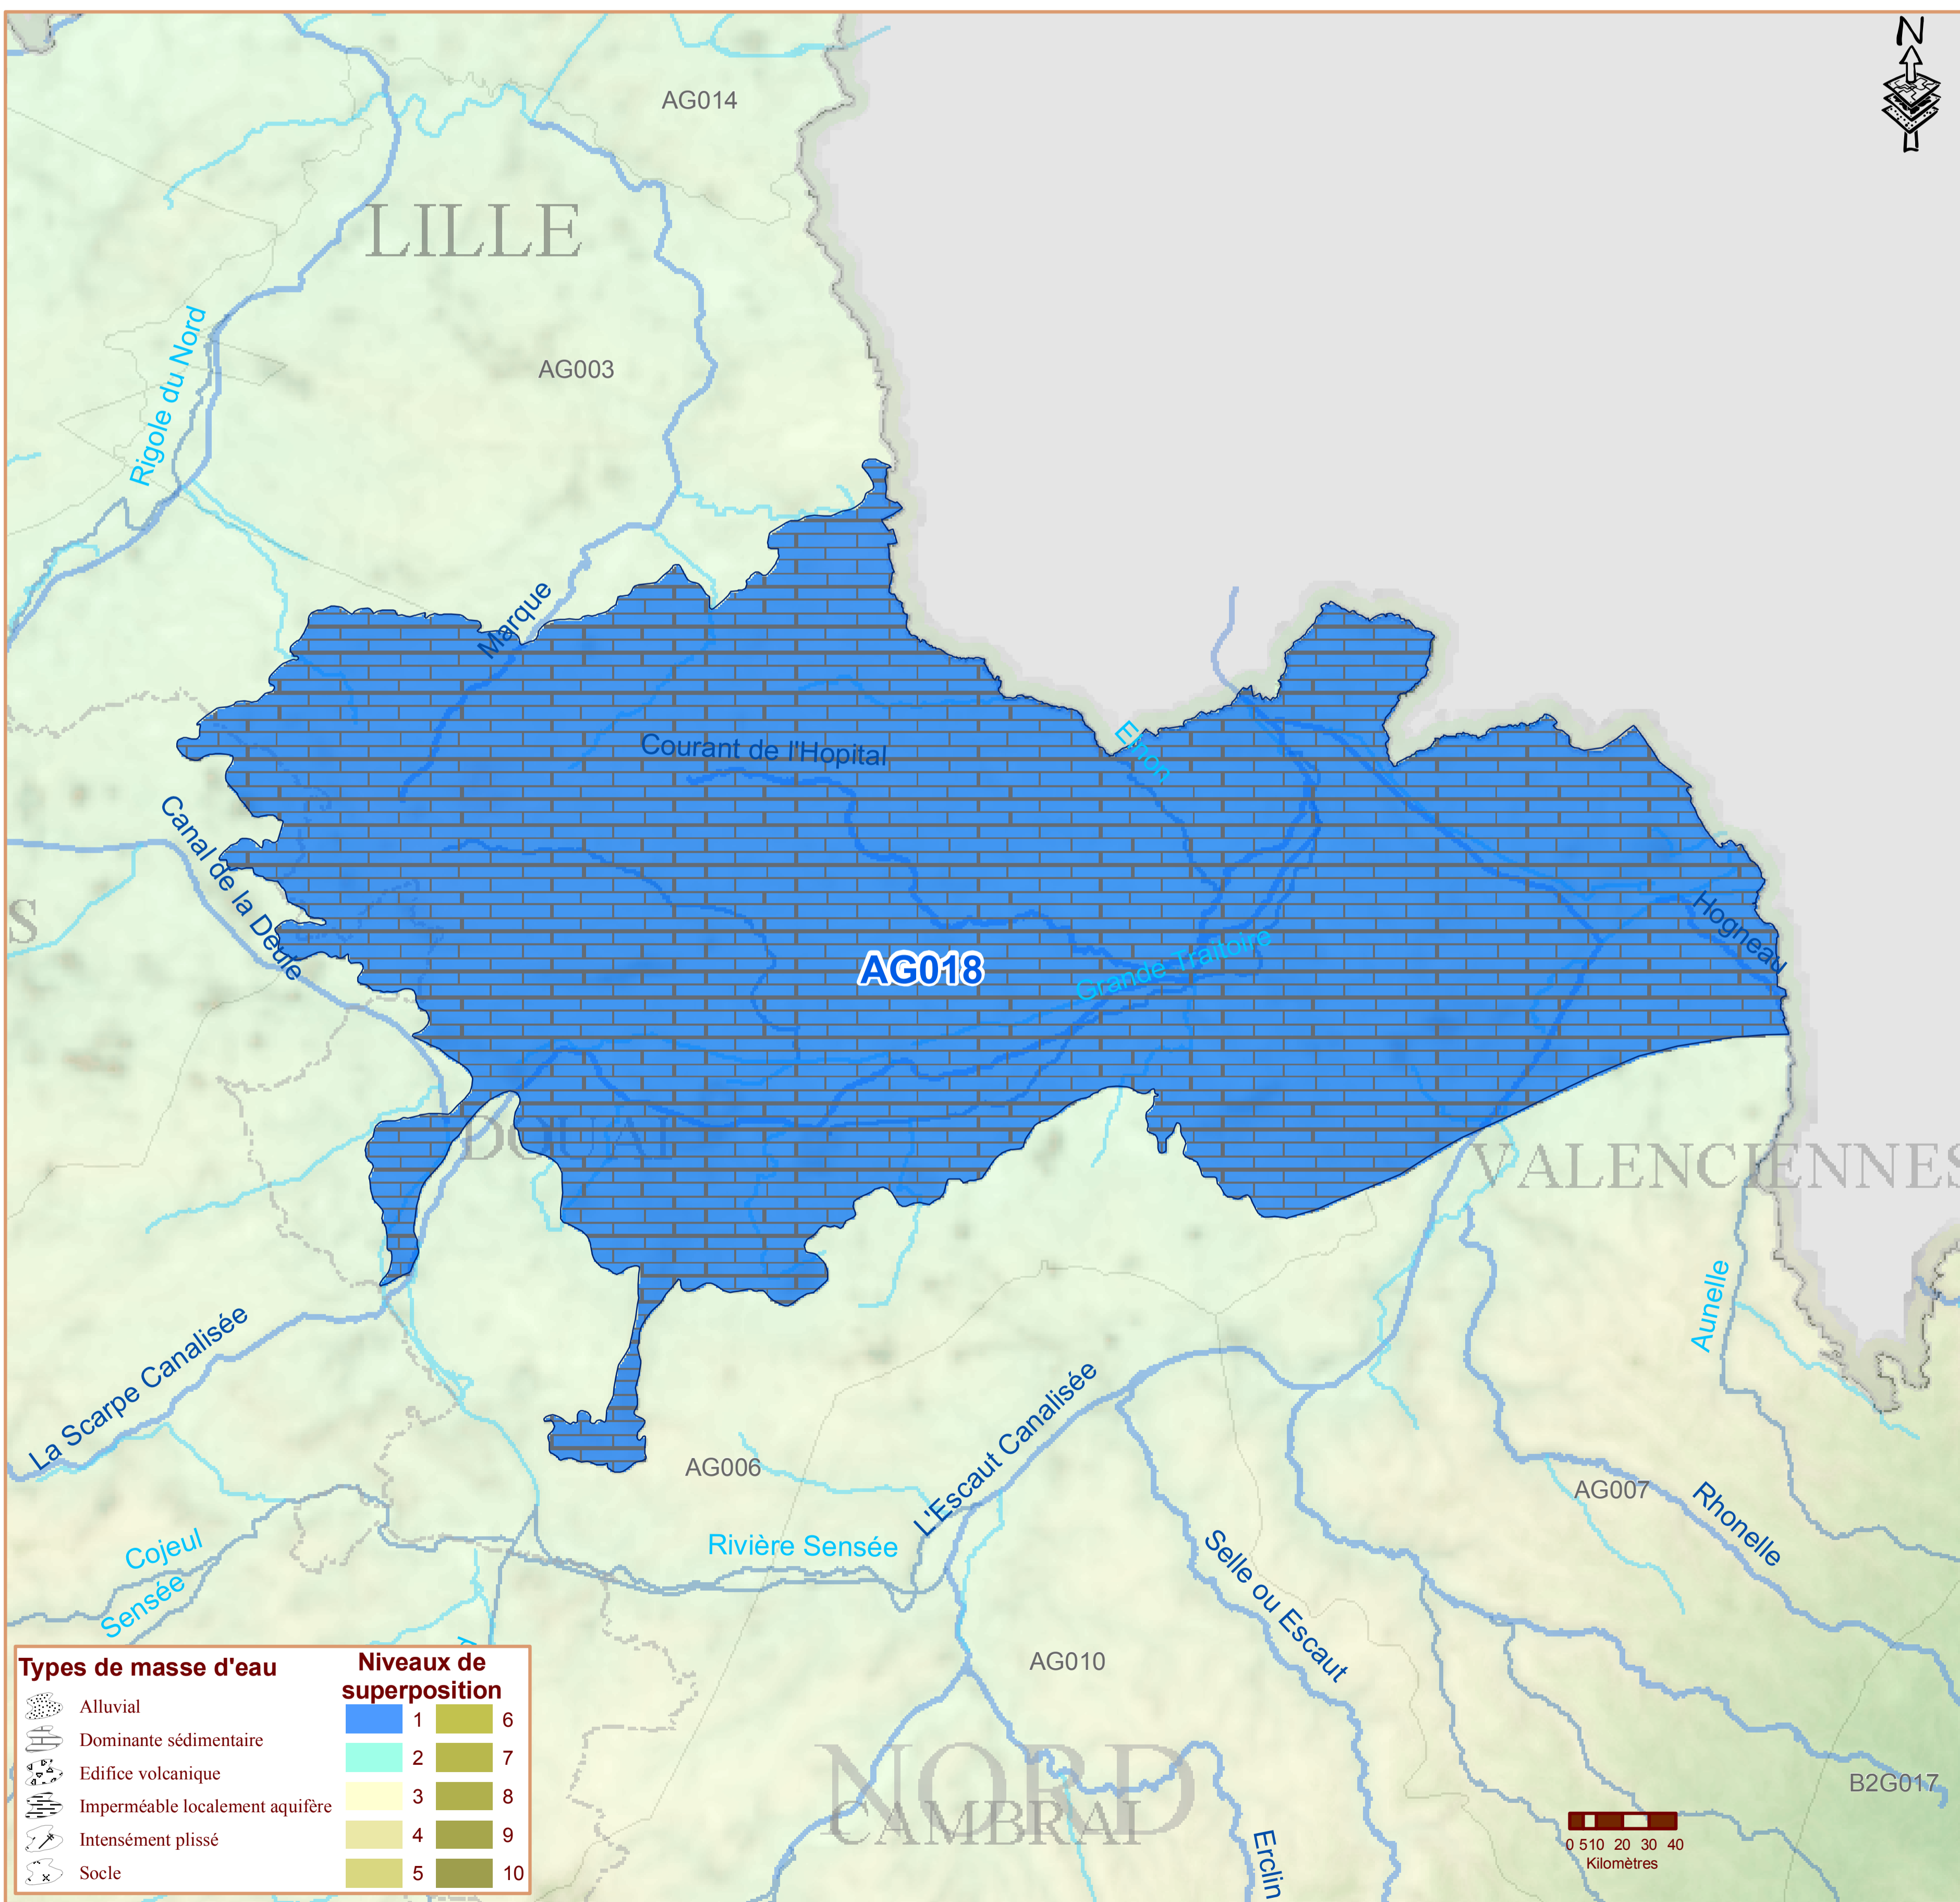 N
AG014
LILLE
Rigole du Nord
AG003
Marque
Courant de l'Hopital
Elnon
Canal de la Deule
S
Hogneau
Grande Traitoire
AG018
DOUAI
VALENCIENNES
Aunelle
La Scarpe Canalisée
L'Escaut Canalisée
AG006
AG007
Rhonelle
Rivière Sensée
Cojeul
Sensée
Selle ou Escaut
d
AG010
NORD
CAMBRAI
B2G017
Erclin
Types de masse d'eau
Alluvial
Dominante sédimentaire
Edifice volcanique
Imperméable localement aquifère
Intensément plissé
Socle
Niveaux de
superposition
1 6
2 7
3 8
4 9
5 10
0 5 10 20 30 40
Kilomètres